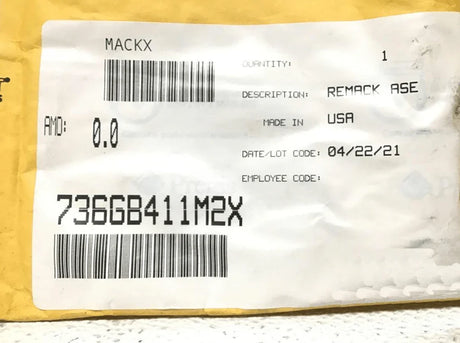 MACKX
QUANTITY: 1
DESCRIPTION: REMACK ASE
AMD: 0.0
MADE IN USA
DATE/LOT CODE: 04/22/21
EMPLOYEE CODE:
736GB411M2X